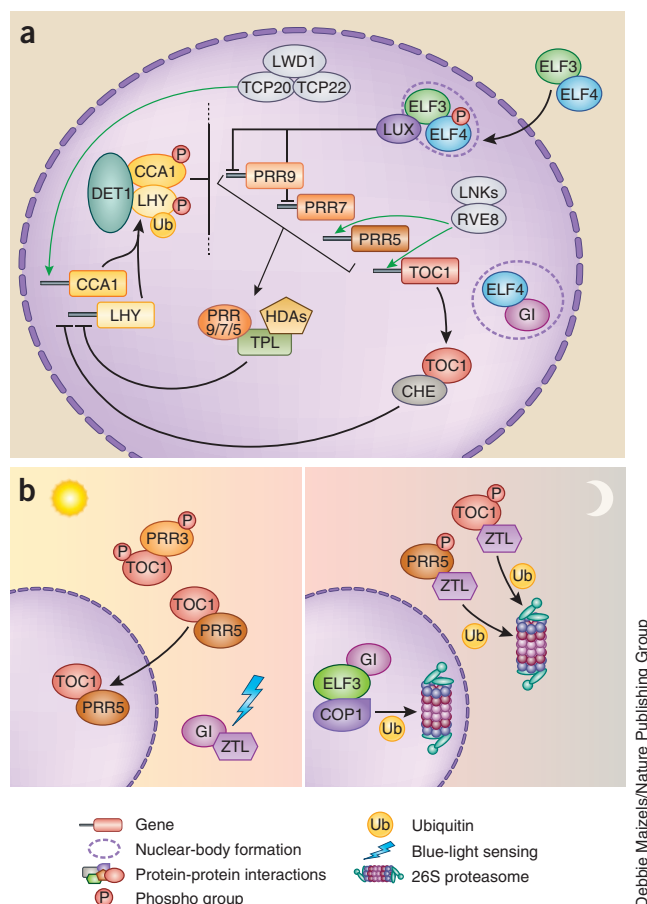 a
LWD1
TCP20 TCP22
ELF3
ELF4
ELF3
P
LUX
ELF4
P
CCA1
DET1
LHY
P
Ub
PRR9
PRR7
LNKs
RVE8
PRR5
TOC1
CCA1
LHY
ELF4
GI
PRR
9/7/5
HDAs
TPL
TOC1
CHE
b
P
PRR3
P
TOC1
TOC1
PRR5
TOC1
PRR5
GI
ZTL
P
TOC1
ZTL
P
PRR5
ZTL
Ub
Ub
GI
ELF3
COP1
Ub
Gene
Nuclear-body formation
Protein-protein interactions
P Phospho group
Ub Ubiquitin
Blue-light sensing
26S proteasome
Debbie Maizels/Nature Publishing Group